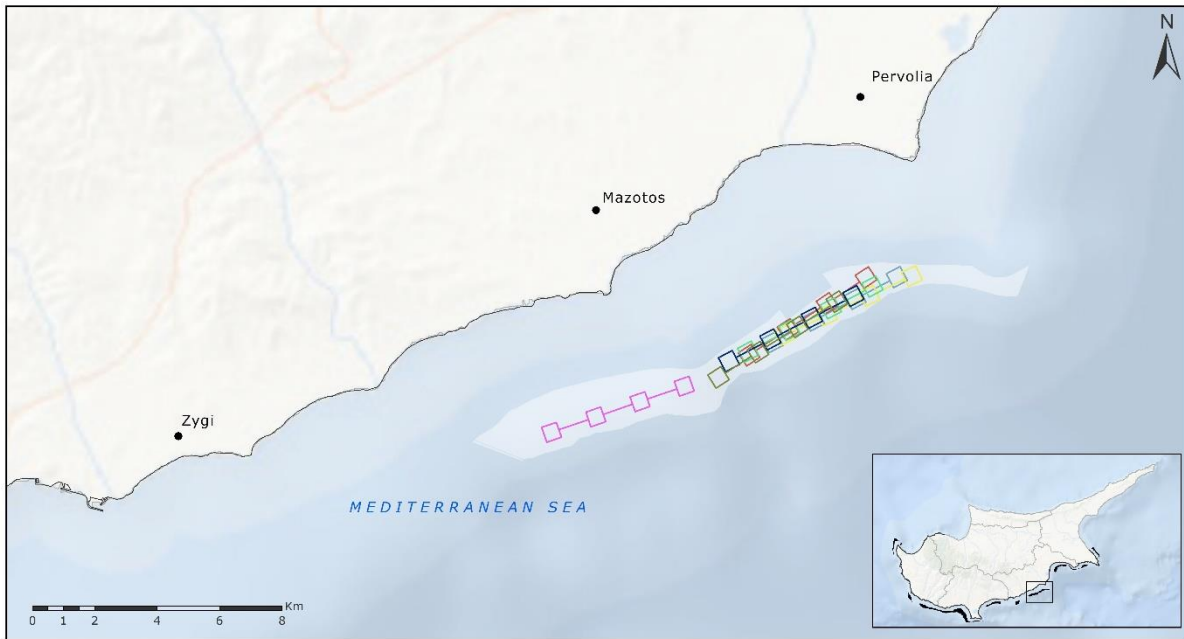 N
Pervolia
Mazotos
Zygi
MEDITERRANEAN SEA
Km
0 1 2 4 6 8